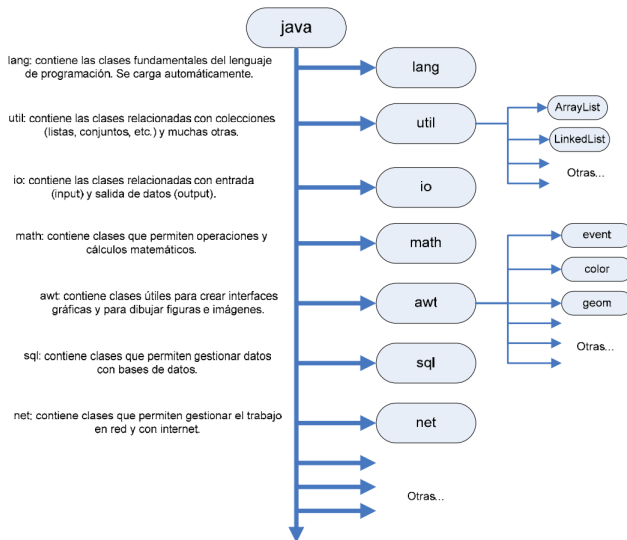 java
lang: contiene las clases fundamentales del lenguaje
de programación. Se carga automáticamente.
lang
util: contiene las clases relacionadas con colecciones
(listas, conjuntos, etc.) y muchas otras.
util
ArrayList
LinkedList
Otras...
io: contiene las clases relacionadas con entrada
(input) y salida de datos (output).
io
math: contiene clases que permiten operaciones y
cálculos matemáticos.
math
event
color
geom
Otras...
awt: contiene clases útiles para crear interfaces
gráficas y para dibujar figuras e imágenes.
awt
sql: contiene clases que permiten gestionar datos
con bases de datos.
sql
net; contiene clases que permiten gestionar el trabajo
en red y con internet.
net
Otras...